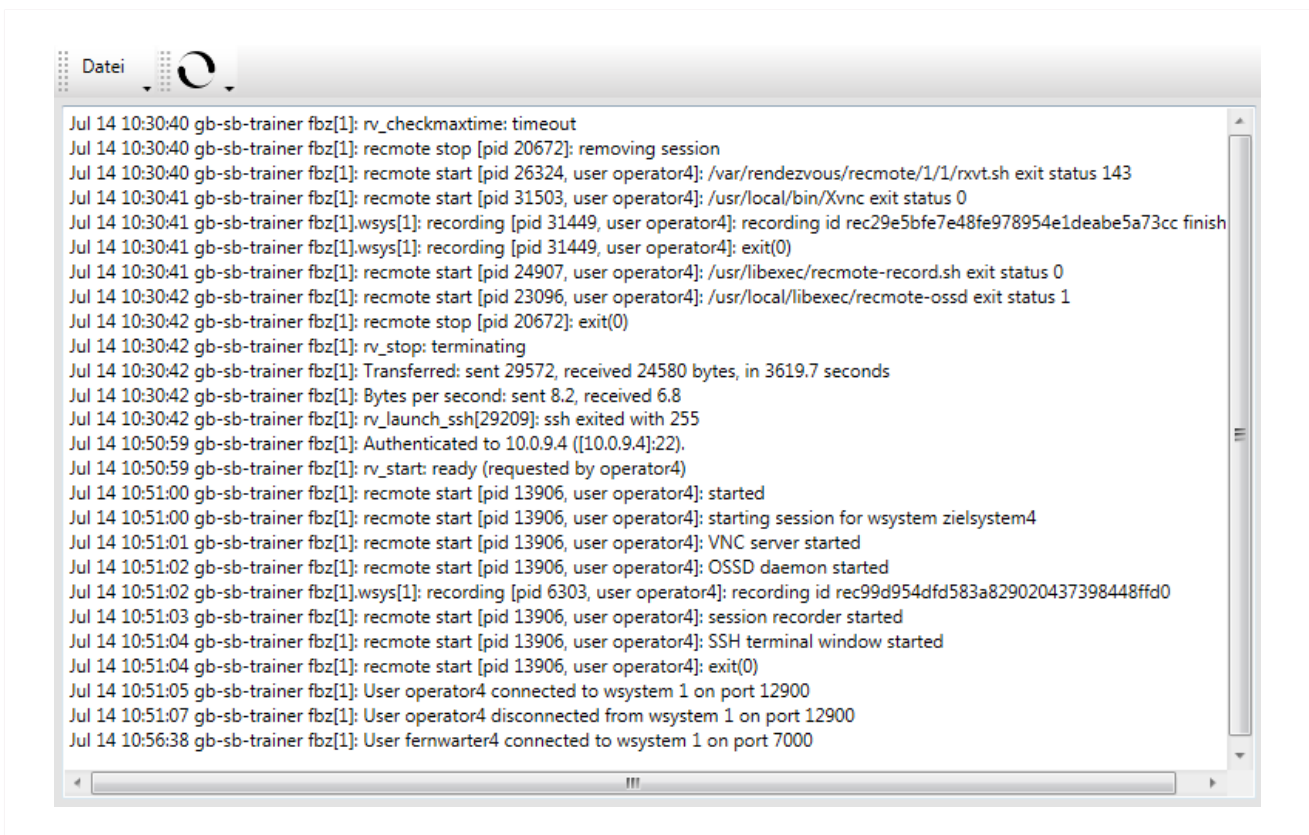 Datei
Jul 14 10:30:40 gb-sb-trainer fbz[1]: rv_checkmaxtime: timeout
Jul 14 10:30:40 gb-sb-trainer fbz[1]: recmote stop [pid 20672]: removing session
Jul 14 10:30:40 gb-sb-trainer fbz[1]: recmote start [pid 26324, user operator4]: /var/rendezvous/recmote/1/1/rxvt.sh exit status 143
Jul 14 10:30:41 gb-sb-trainer fbz[1]: recmote start [pid 31503, user operator4]: /usr/local/bin/Xvnc exit status 0
Jul 14 10:30:41 gb-sb-trainer fbz[1].wsys[1]: recording [pid 31449, user operator4]: recording id rec29e5bfe7e48fe978954e1deabe5a73cc finish
Jul 14 10:30:41 gb-sb-trainer fbz[1].wsys[1]: recording [pid 31449, user operator4]: exit(0)
Jul 14 10:30:41 gb-sb-trainer fbz[1]: recmote start [pid 24907, user operator4]: /usr/libexec/recmote-record.sh exit status 0
Jul 14 10:30:42 gb-sb-trainer fbz[1]: recmote start [pid 23096, user operator4]: /usr/local/libexec/recmote-ossd exit status 1
Jul 14 10:30:42 gb-sb-trainer fbz[1]: recmote stop [pid 20672]: exit(0)
Jul 14 10:30:42 gb-sb-trainer fbz[1]: rv_stop: terminating
Jul 14 10:30:42 gb-sb-trainer fbz[1]: Transferred: sent 29572, received 24580 bytes, in 3619.7 seconds
Jul 14 10:30:42 gb-sb-trainer fbz[1]: Bytes per second: sent 8.2, received 6.8
Jul 14 10:30:42 gb-sb-trainer fbz[1]: rv_launch_ssh[29209]: ssh exited with 255
Jul 14 10:50:59 gb-sb-trainer fbz[1]: Authenticated to 10.0.9.4 ([10.0.9.4]:22).
Jul 14 10:50:59 gb-sb-trainer fbz[1]: rv_start: ready (requested by operator4)
Jul 14 10:51:00 gb-sb-trainer fbz[1]: recmote start [pid 13906, user operator4]: started
Jul 14 10:51:00 gb-sb-trainer fbz[1]: recmote start [pid 13906, user operator4]: starting session for wsystem zielsystem4
Jul 14 10:51:01 gb-sb-trainer fbz[1]: recmote start [pid 13906, user operator4]: VNC server started
Jul 14 10:51:02 gb-sb-trainer fbz[1]: recmote start [pid 13906, user operator4]: OSSD daemon started
Jul 14 10:51:02 gb-sb-trainer fbz[1].wsys[1]: recording [pid 6303, user operator4]: recording id rec99d954dfd583a829020437398448ffd0
Jul 14 10:51:03 gb-sb-trainer fbz[1]: recmote start [pid 13906, user operator4]: session recorder started
Jul 14 10:51:04 gb-sb-trainer fbz[1]: recmote start [pid 13906, user operator4]: SSH terminal window started
Jul 14 10:51:04 gb-sb-trainer fbz[1]: recmote start [pid 13906, user operator4]: exit(0)
Jul 14 10:51:05 gb-sb-trainer fbz[1]: User operator4 connected to wsystem 1 on port 12900
Jul 14 10:51:07 gb-sb-trainer fbz[1]: User operator4 disconnected from wsystem 1 on port 12900
Jul 14 10:56:38 gb-sb-trainer fbz[1]: User fernwarter4 connected to wsystem 1 on port 7000